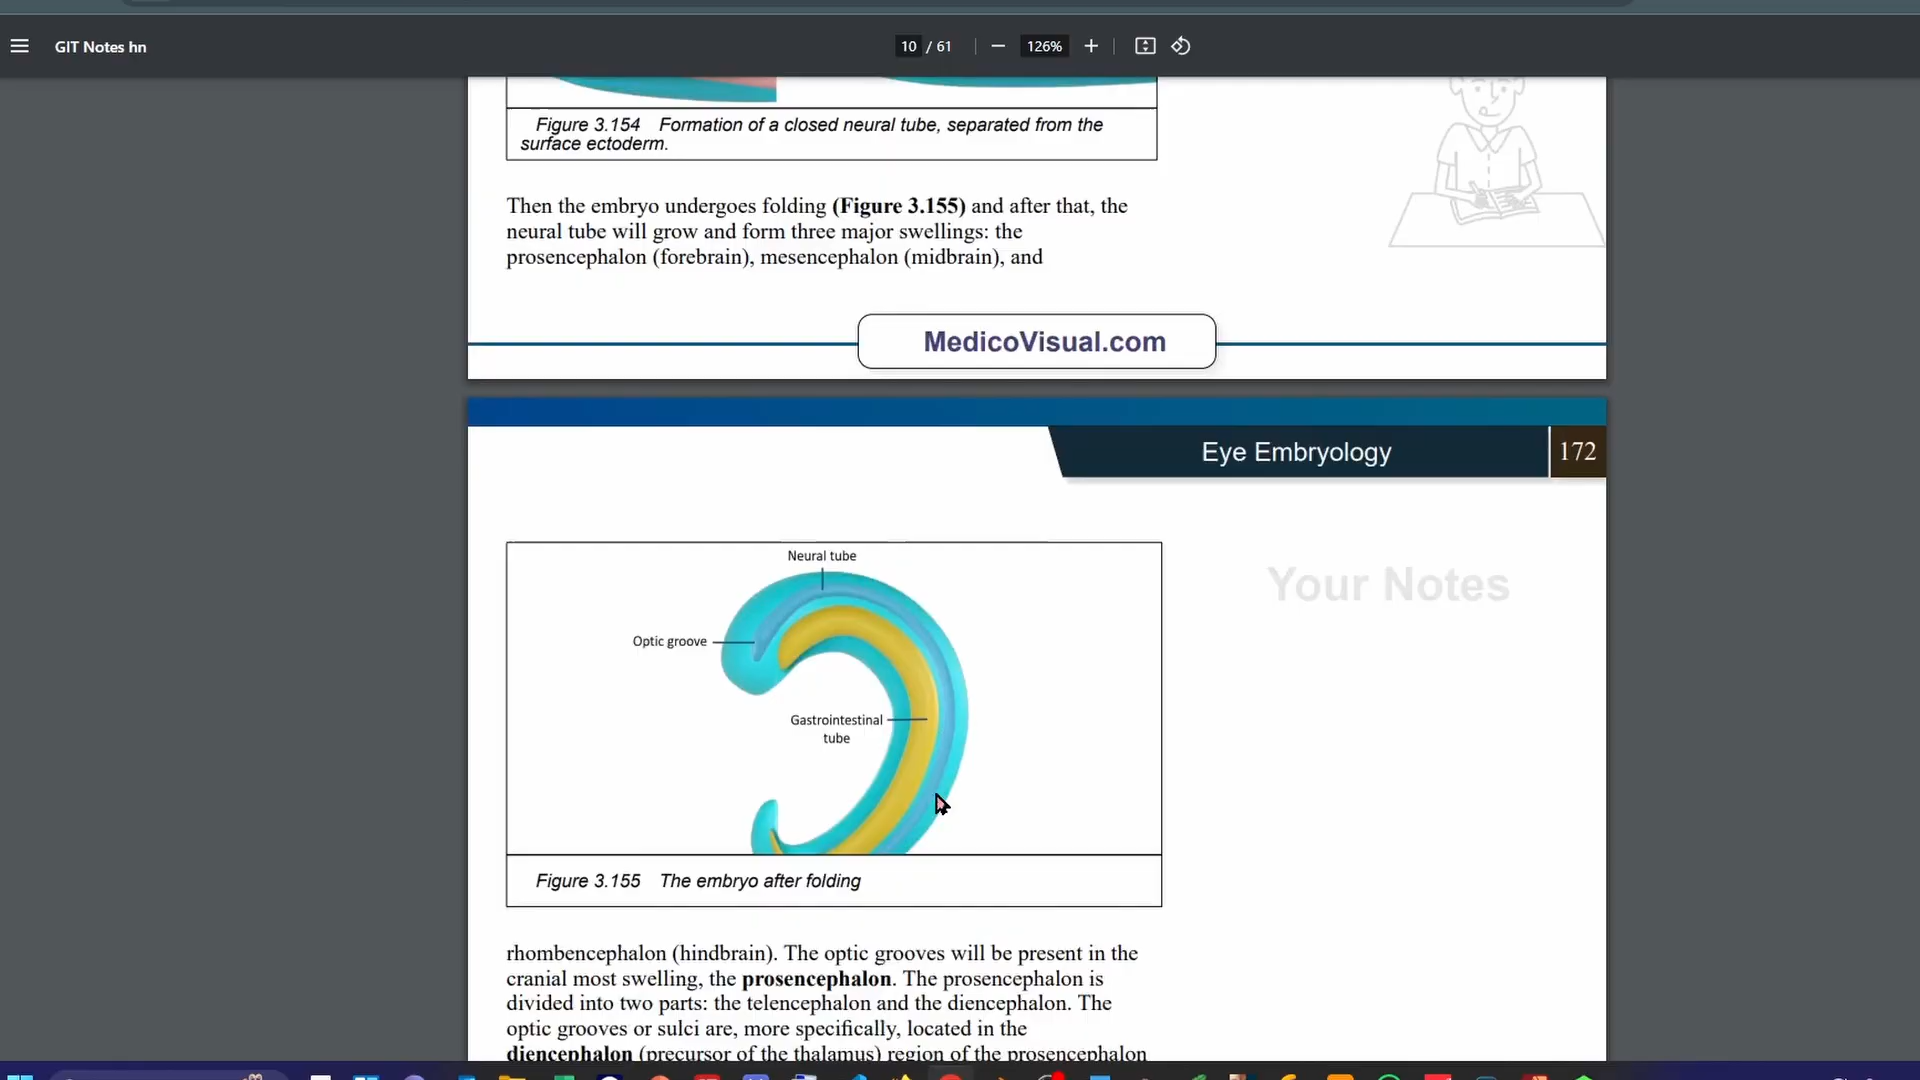 GIT Notes hn
10 / 61
126%
Figure 3.154 Formation of a closed neural tube, separated from the
surface ectoderm.
Then the embryo undergoes folding (Figure 3.155) and after that, the
neural tube will grow and form three major swellings: the
prosencephalon (forebrain), mesencephalon (midbrain), and
MedicoVisual.com
Eye Embryology
172
Your Notes
Neural tube
Optic groove
Gastrointestinal
tube
Figure 3.155 The embryo after folding
rhombencephalon (hindbrain). The optic grooves will be present in the
cranial most swelling, the prosencephalon. The prosencephalon is
divided into two parts: the telencephalon and the diencephalon. The
optic grooves or sulci are, more specifically, located in the
diencephalon (precursor of the thalamus) region of the prosencephalon